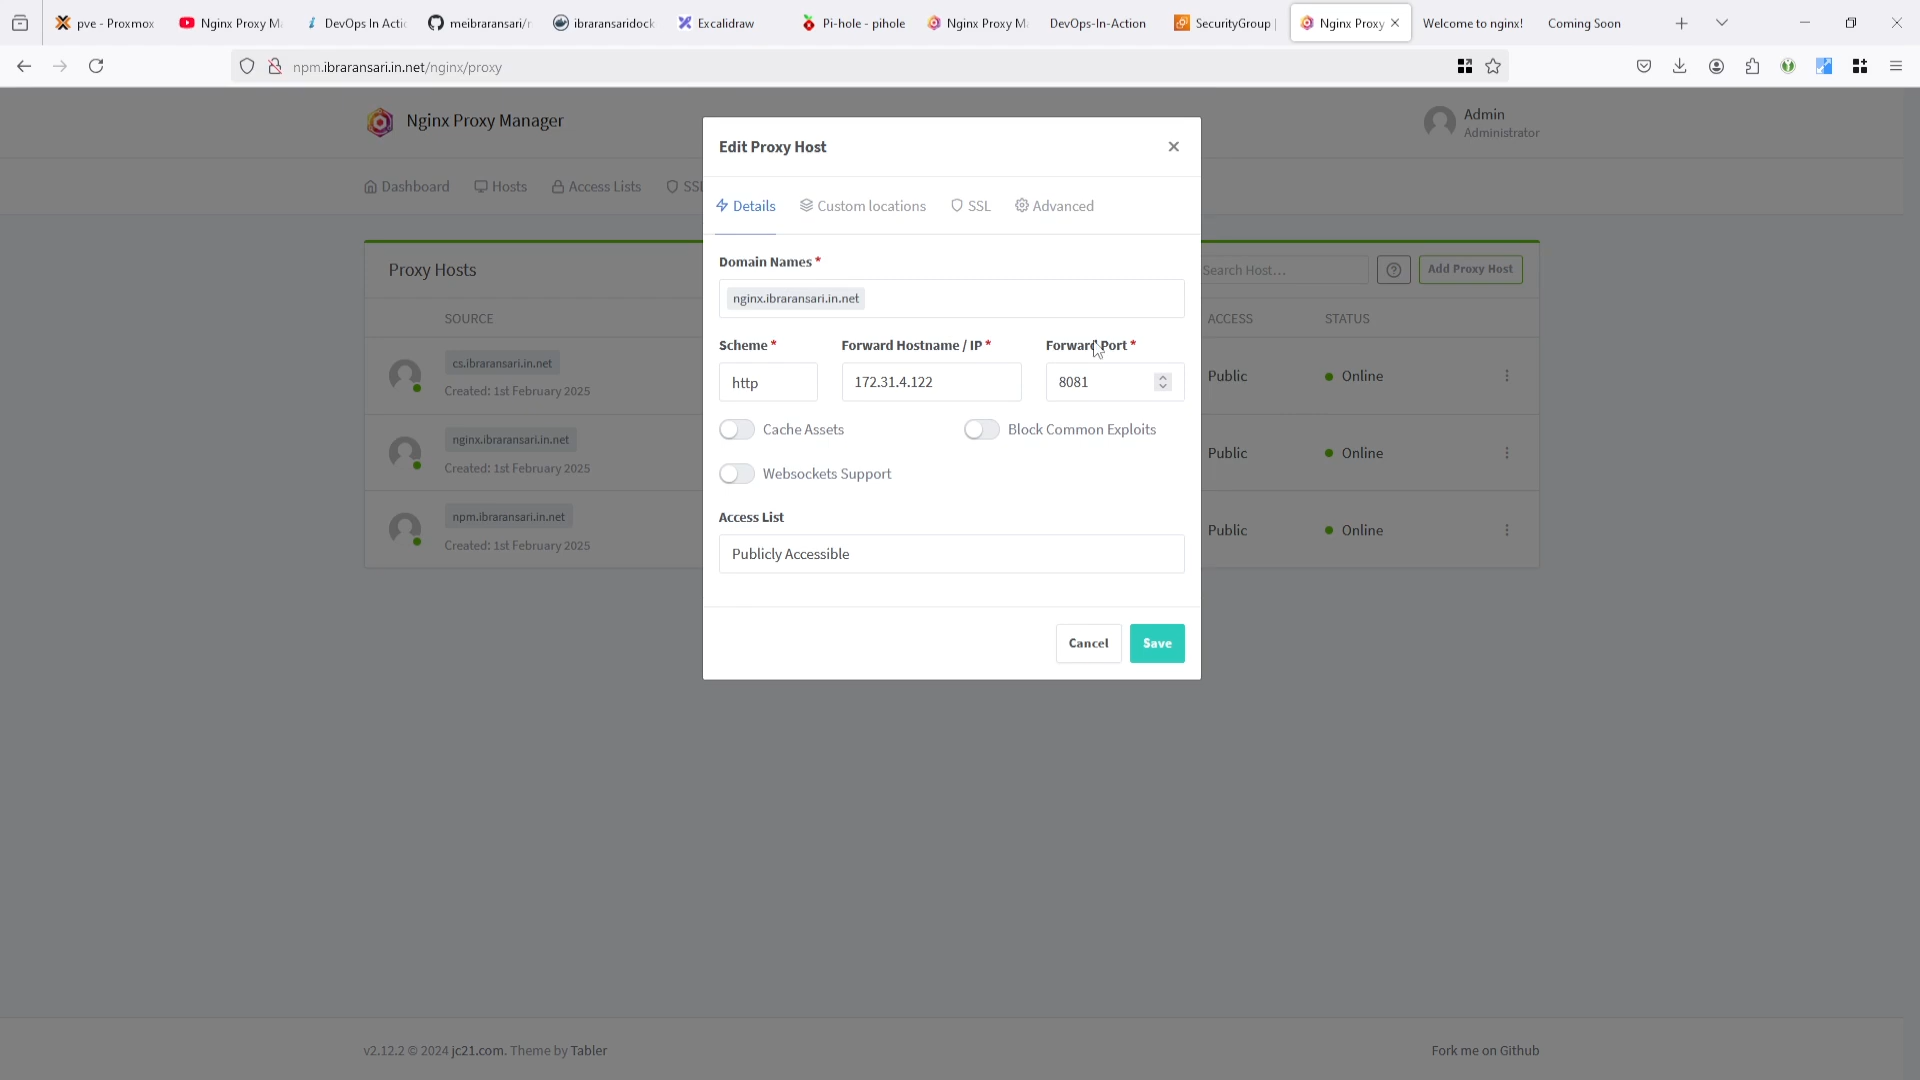 pve - Proxmox
Nginx Proxy M
DevOps In Actio
meibraransari/r
ibraransaridock
Excalidraw
Pi-hole - pihole
Nginx Proxy M
DevOps-In-Action
SecurityGroup |
Nginx Proxy
Welcome to nginx!
Coming Soon
npm.ibraransari.in.net/nginx/proxy
Nginx Proxy Manager
Admin
Administrator
Dashboard
Hosts
Access Lists
SSL
Proxy Hosts
Search Host…
Add Proxy Host
SOURCE
ACCESS
STATUS
cs.ibraransari.in.net
Created: 1st February 2025
Public
Online
nginx.ibraransari.in.net
Created: 1st February 2025
Public
Online
npm.ibraransari.in.net
Created: 1st February 2025
Public
Online
Edit Proxy Host
Details
Custom locations
SSL
Advanced
Domain Names *
nginx.ibraransari.in.net
Scheme *
Forward Hostname / IP *
Forward Port *
http
172.31.4.122
8081
Cache Assets
Block Common Exploits
Websockets Support
Access List
Publicly Accessible
Cancel
Save
v2.12.2 © 2024 jc21.com. Theme by Tabler
Fork me on Github